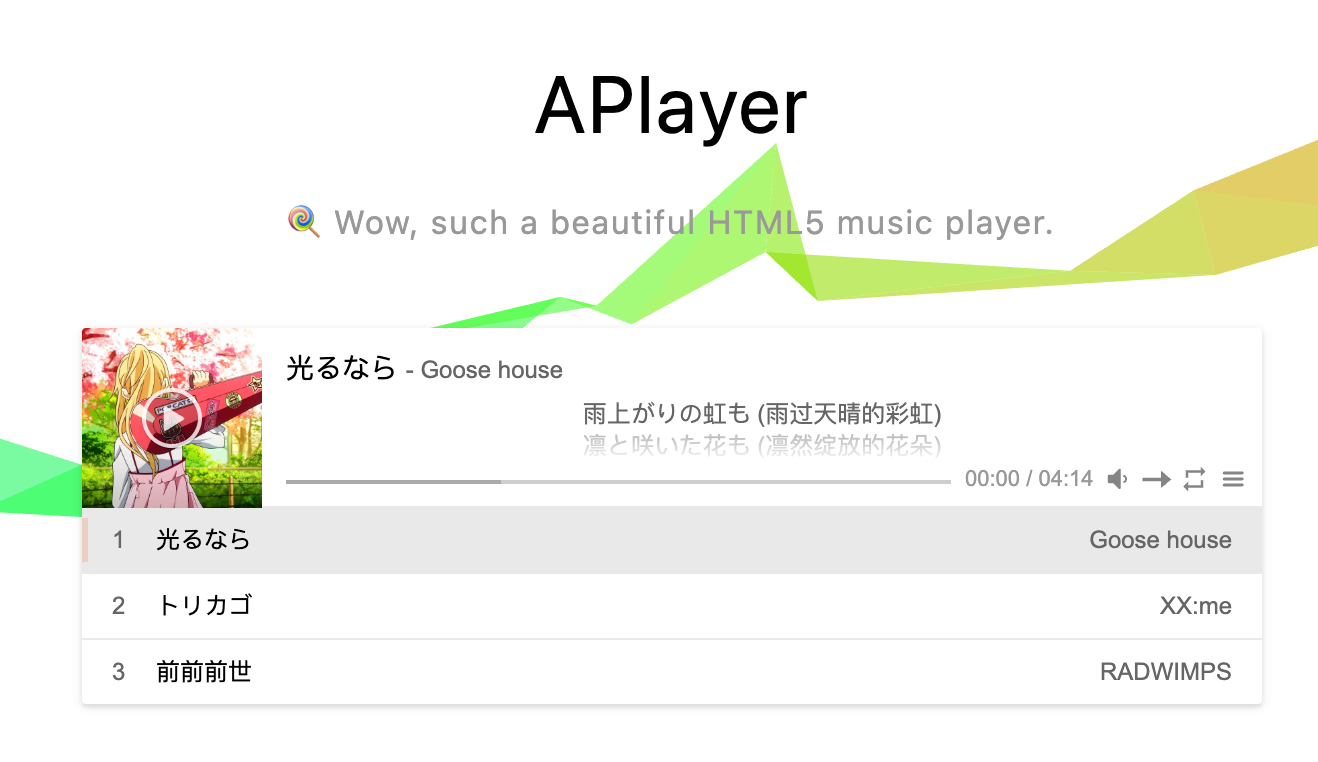 APlayer
Wow, such a beautiful HTML5 music player.
光るなら - Goose house
雨上がりの虹も (雨过天晴的彩虹)
凛と咲いた花も (凛然绽放的花朵)
00:00 / 04:14
1 光るなら Goose house
2 トリカゴ XX:me
3 前前前世 RADWIMPS